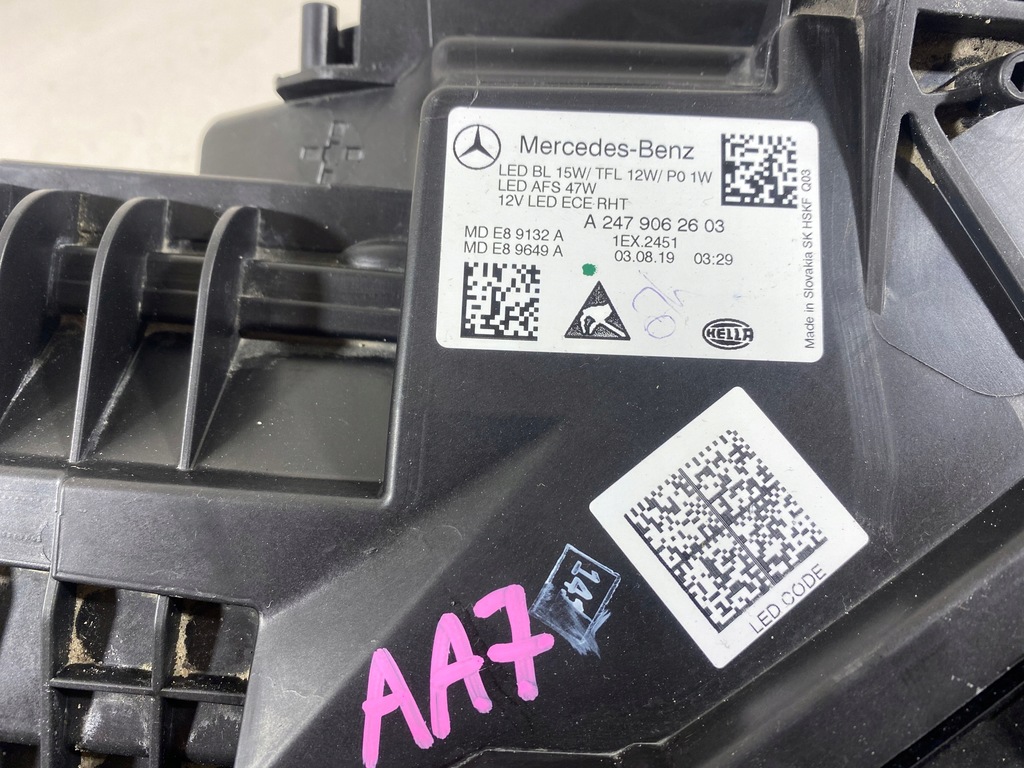 Mercedes-Benz
LED BL 15W/ TFL 12W/ P0 1W
LED AFS 47W
12V LED ECE RHT
A 247 906 26 03
MD E8 9132 A
MD E8 9649 A
1EX.2451
03.08.19 03:29
HELLA
Made in Slovakia SK HSKF Q03
LED CODE
AA7